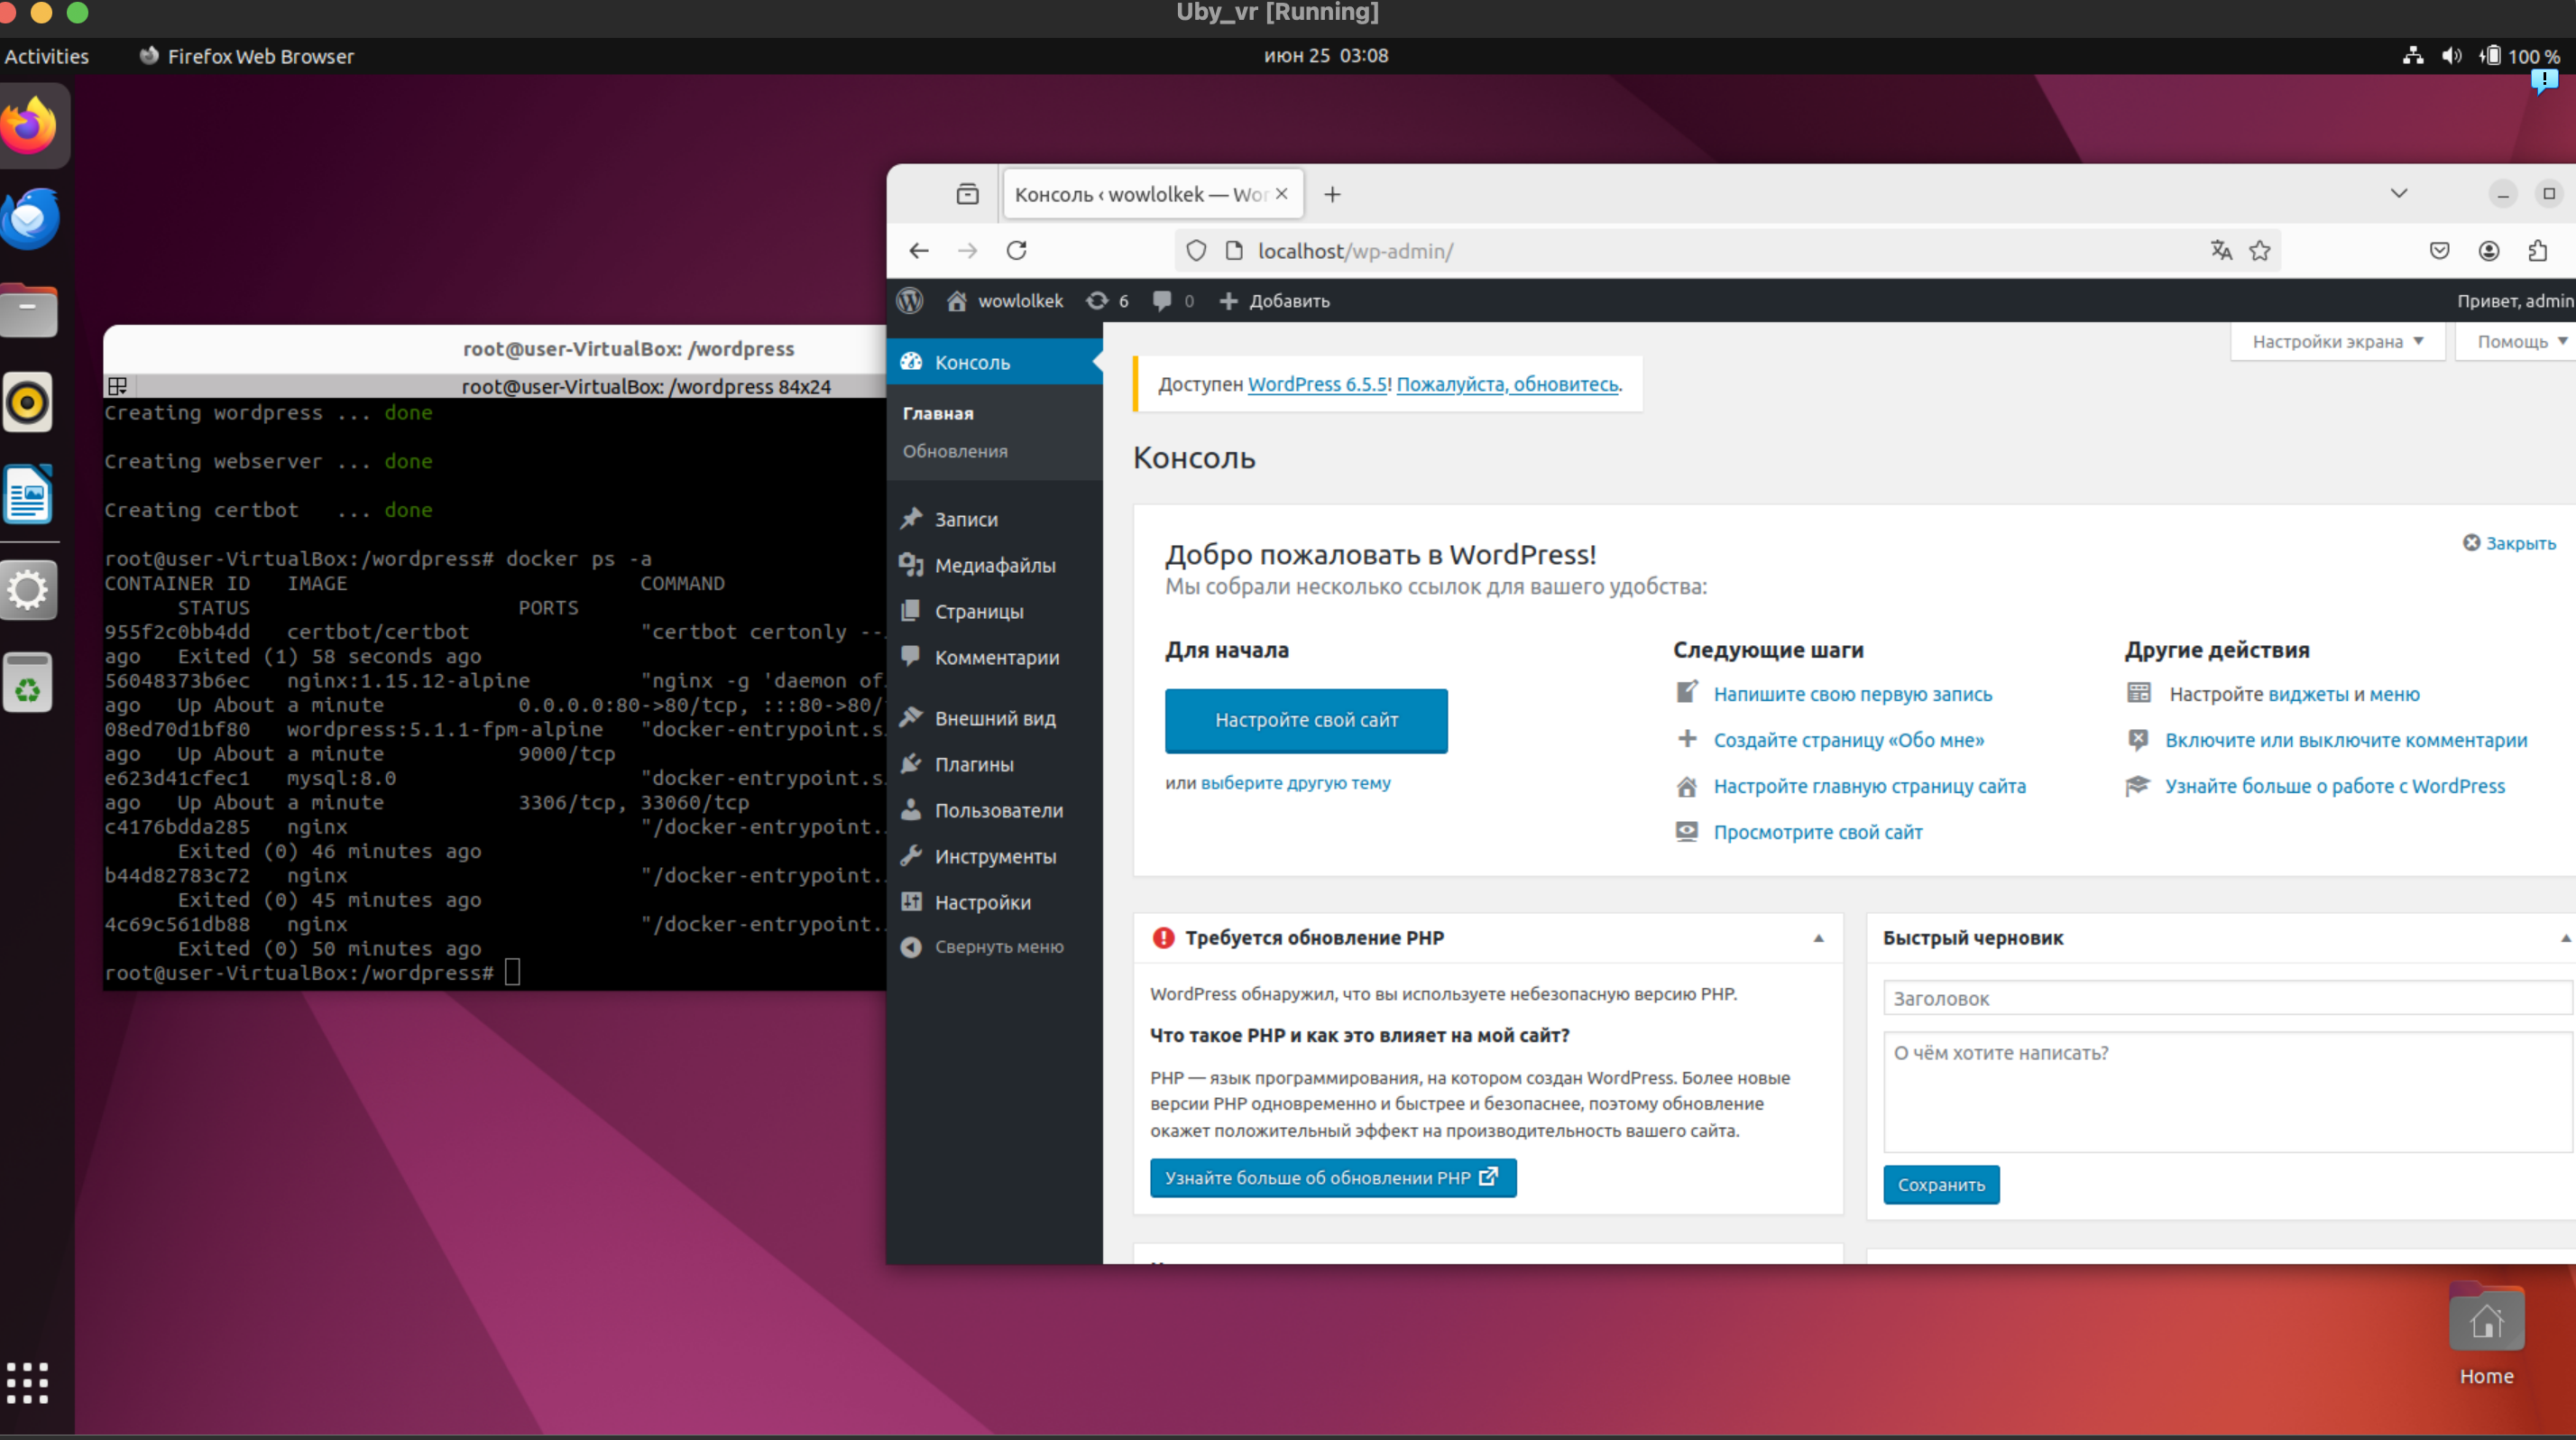 Uby_vr [Running]
Activities
Firefox Web Browser
июн 25 03:08
100 %
root@user-VirtualBox: /wordpress
root@user-VirtualBox: /wordpress 84x24
Creating wordpress ... done
Creating webserver ... done
Creating certbot ... done
root@user-VirtualBox:/wordpress# docker ps -a
CONTAINER ID IMAGE COMMAND
STATUS PORTS
955f2c0bb4dd certbot/certbot "certbot certonly --
ago Exited (1) 58 seconds ago
56048373b6ec nginx:1.15.12-alpine "nginx -g 'daemon of
ago Up About a minute 0.0.0.0:80->80/tcp, :::80->80/
08ed70d1bf80 wordpress:5.1.1-fpm-alpine "docker-entrypoint.s
ago Up About a minute 9000/tcp
e623d41cfec1 mysql:8.0 "docker-entrypoint.s
ago Up About a minute 3306/tcp, 33060/tcp
c4176bdda285 nginx "/docker-entrypoint.
Exited (0) 46 minutes ago
b44d82783c72 nginx "/docker-entrypoint.
Exited (0) 45 minutes ago
4c69c561db88 nginx "/docker-entrypoint.
Exited (0) 50 minutes ago
root@user-VirtualBox:/wordpress#
Консоль ‹ wowlolkek — Wor
localhost/wp-admin/
wowlolkek 6 0 Добавить
Привет, admin
Консоль
Главная
Обновления
Записи
Медиафайлы
Страницы
Комментарии
Внешний вид
Плагины
Пользователи
Инструменты
Настройки
Свернуть меню
Настройки экрана
Помощь
Доступен WordPress 6.5.5! Пожалуйста, обновитесь.
Консоль
Добро пожаловать в WordPress!
Закрыть
Мы собрали несколько ссылок для вашего удобства:
Для начала
Настройте свой сайт
или выберите другую тему
Следующие шаги
Напишите свою первую запись
Создайте страницу «Обо мне»
Настройте главную страницу сайта
Просмотрите свой сайт
Другие действия
Настройте виджеты и меню
Включите или выключите комментарии
Узнайте больше о работе с WordPress
Требуется обновление PHP
WordPress обнаружил, что вы используете небезопасную версию PHP.
Что такое PHP и как это влияет на мой сайт?
PHP — язык программирования, на котором создан WordPress. Более новые
версии PHP одновременно и быстрее и безопаснее, поэтому обновление
окажет положительный эффект на производительность вашего сайта.
Узнайте больше об обновлении PHP
Быстрый черновик
Заголовок
О чём хотите написать?
Сохранить
Home